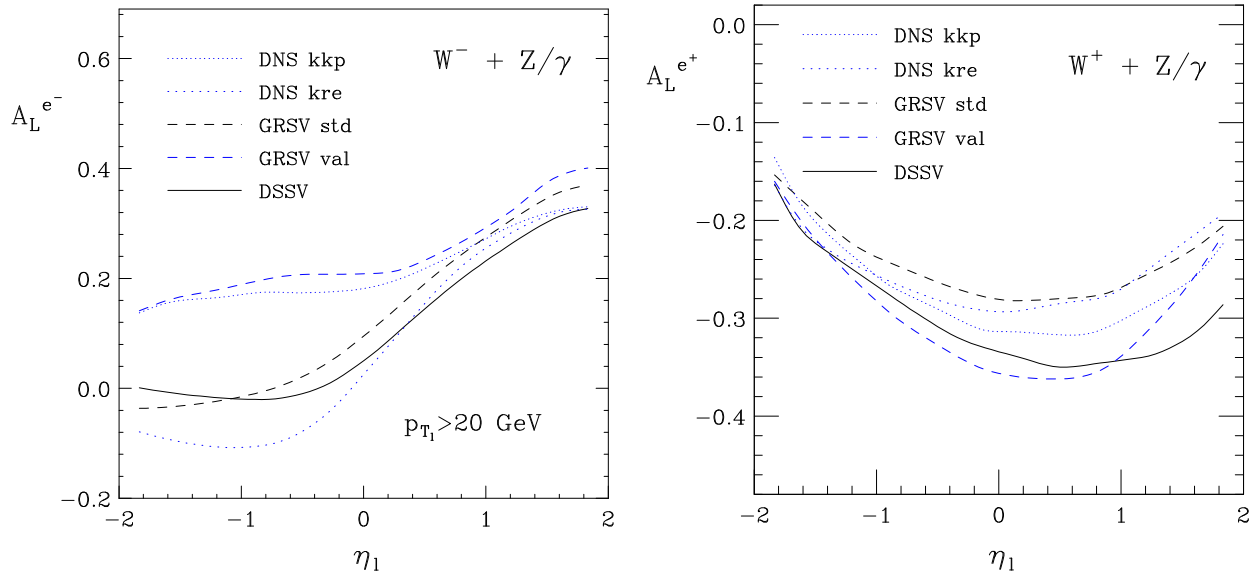 0.6
0.4
0.2
0.0
−0.2
A_L^{e^-}
DNS kkp
DNS kre
GRSV std
GRSV val
DSSV
W^- + Z/γ
p_{T_l}>20 GeV
−2 −1 0 1 2
η_l
0.0
−0.1
−0.2
−0.3
−0.4
A_L^{e^+}
DNS kkp
DNS kre
GRSV std
GRSV val
DSSV
W^+ + Z/γ
−2 −1 0 1 2
η_l